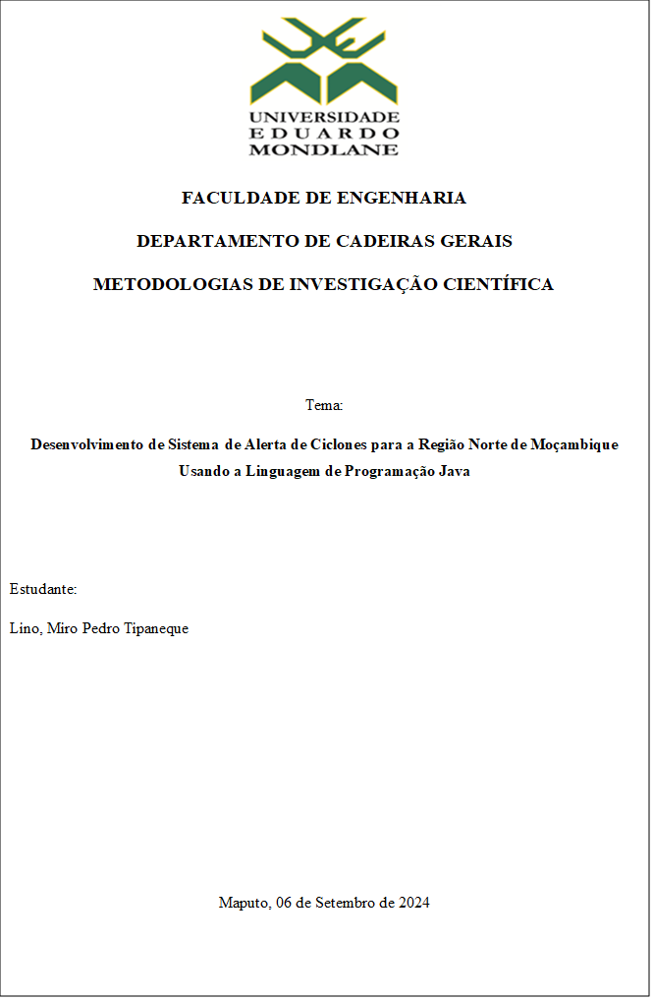 UNIVERSIDADE
EDUARDO
MONDLANE
FACULDADE DE ENGENHARIA
DEPARTAMENTO DE CADEIRAS GERAIS
METODOLOGIAS DE INVESTIGAÇÃO CIENTÍFICA
Tema:
Desenvolvimento de Sistema de Alerta de Ciclones para a Região Norte de Moçambique
Usando a Linguagem de Programação Java
Estudante:
Lino, Miro Pedro Tipaneque
Maputo, 06 de Setembro de 2024